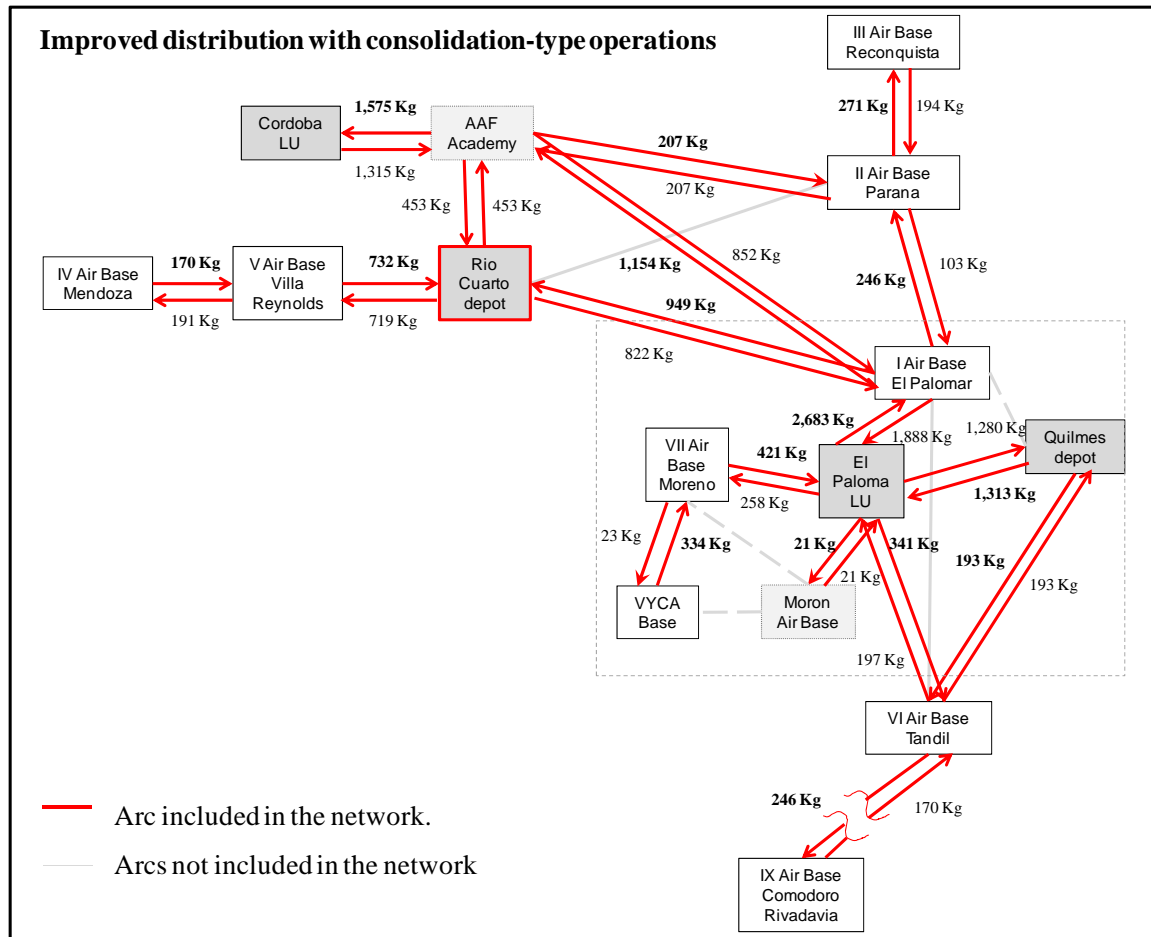 Improved distribution with consolidation-type operations
III Air Base
Reconquista
1,575 Kg
271 Kg
194 Kg
Cordoba
LU
AAF
Academy
207 Kg
1,315 Kg
II Air Base
Parana
207 Kg
453 Kg
453 Kg
852 Kg
103 Kg
1,154 Kg
246 Kg
170 Kg
732 Kg
IV Air Base
Mendoza
V Air Base
Villa
Reynolds
Rio
Cuarto
depot
949 Kg
191 Kg
719 Kg
822 Kg
I Air Base
El Palomar
2,683 Kg
1,888 Kg
1,280 Kg
Quilmes
depot
VII Air
Base
Moreno
421 Kg
El
Paloma
LU
258 Kg
1,313 Kg
23 Kg
334 Kg
21 Kg
341 Kg
193 Kg
21 Kg
193 Kg
VYCA
Base
Moron
Air Base
197 Kg
VI Air Base
Tandil
246 Kg
170 Kg
Arc included in the network.
Arcs not included in the network
IX Air Base
Comodoro
Rivadavia